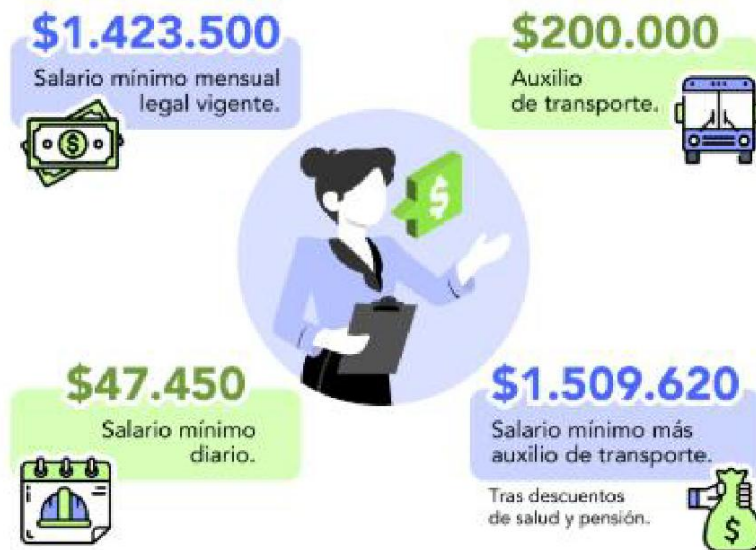 $1.423.500
Salario mínimo mensual
legal vigente.
$200.000
Auxilio
de transporte.
$
$
$47.450
Salario mínimo
diario.
$1.509.620
Salario mínimo más
auxilio de transporte.
Tras descuentos
de salud y pensión.
$